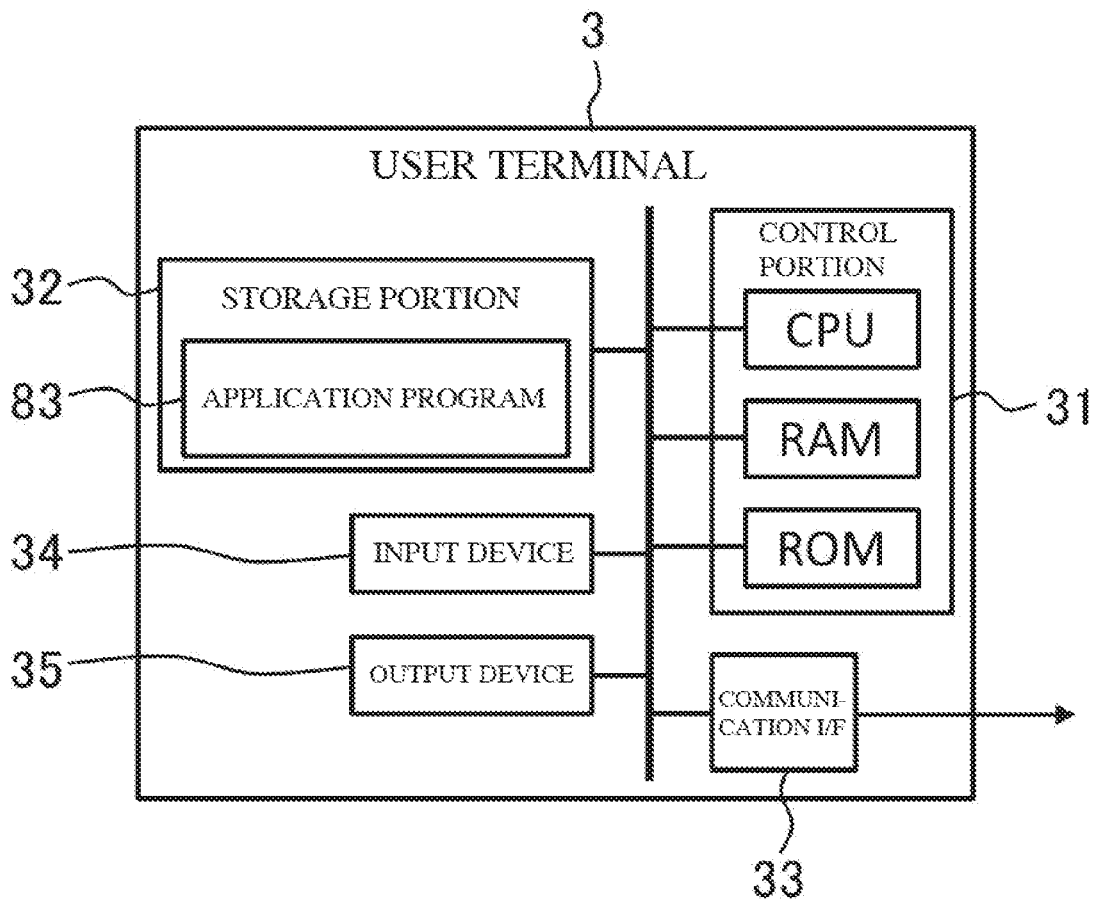 3
USER TERMINAL
32
STORAGE PORTION
83
APPLICATION PROGRAM
34
INPUT DEVICE
35
OUTPUT DEVICE
CONTROL
PORTION
CPU
RAM
ROM
31
COMMUNI-
CATION I/F
33